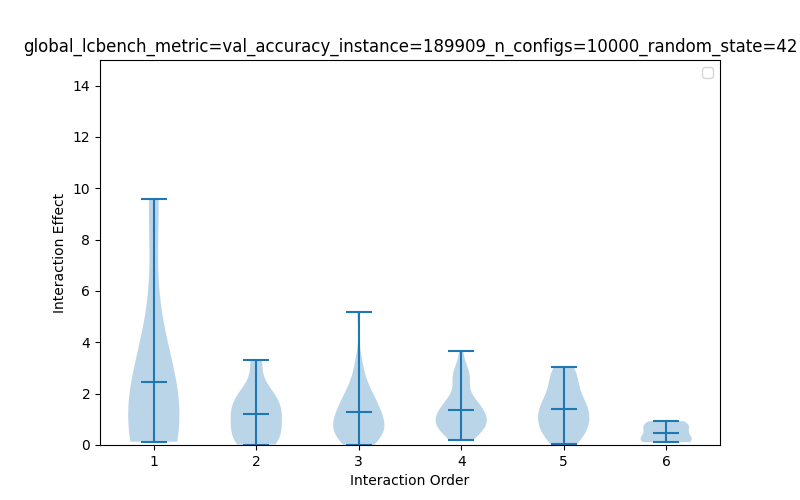 global_lcbench_metric=val_accuracy_instance=189909_n_configs=10000_random_state=42
14
12
10
8
6
4
2
0
Interaction Effect
1 2 3 4 5 6
Interaction Order